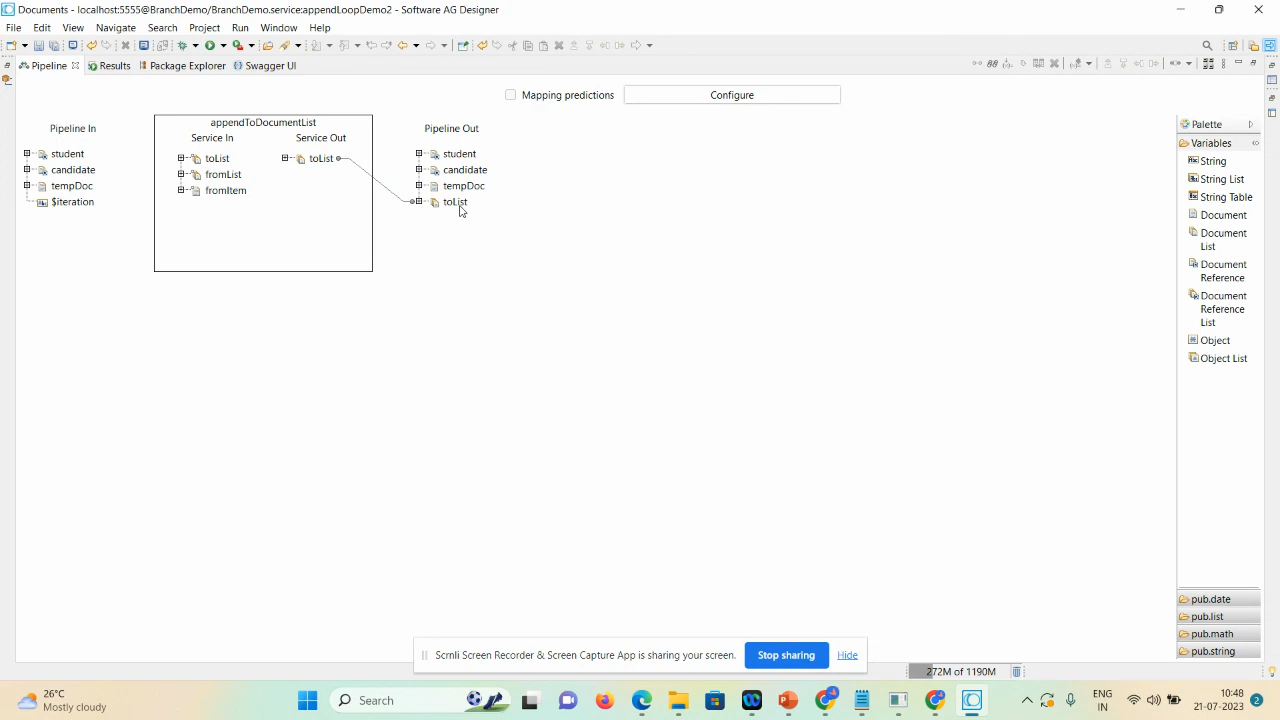 Documents - localhost:5555@BranchDemo/BranchDemo.service:appendLoopDemo2 - Software AG Designer
File Edit View Navigate Search Project Run Window Help
Pipeline Results Package Explorer Swagger UI
Mapping predictions Configure
Pipeline In
student
candidate
tempDoc
$iteration
appendToDocumentList
Service In Service Out
toList toList
fromList
fromItem
Pipeline Out
student
candidate
tempDoc
toList
Palette
Variables
String
String List
String Table
Document
Document
List
Document
Reference
Document
Reference
List
Object
Object List
pub.date
pub.list
pub.math
pub.string
Scrnli Screen Recorder & Screen Capture App is sharing your screen. Stop sharing Hide
272M of 1190M
26°C
Mostly cloudy
Search
ENG
IN
10:48
21-07-2023
2